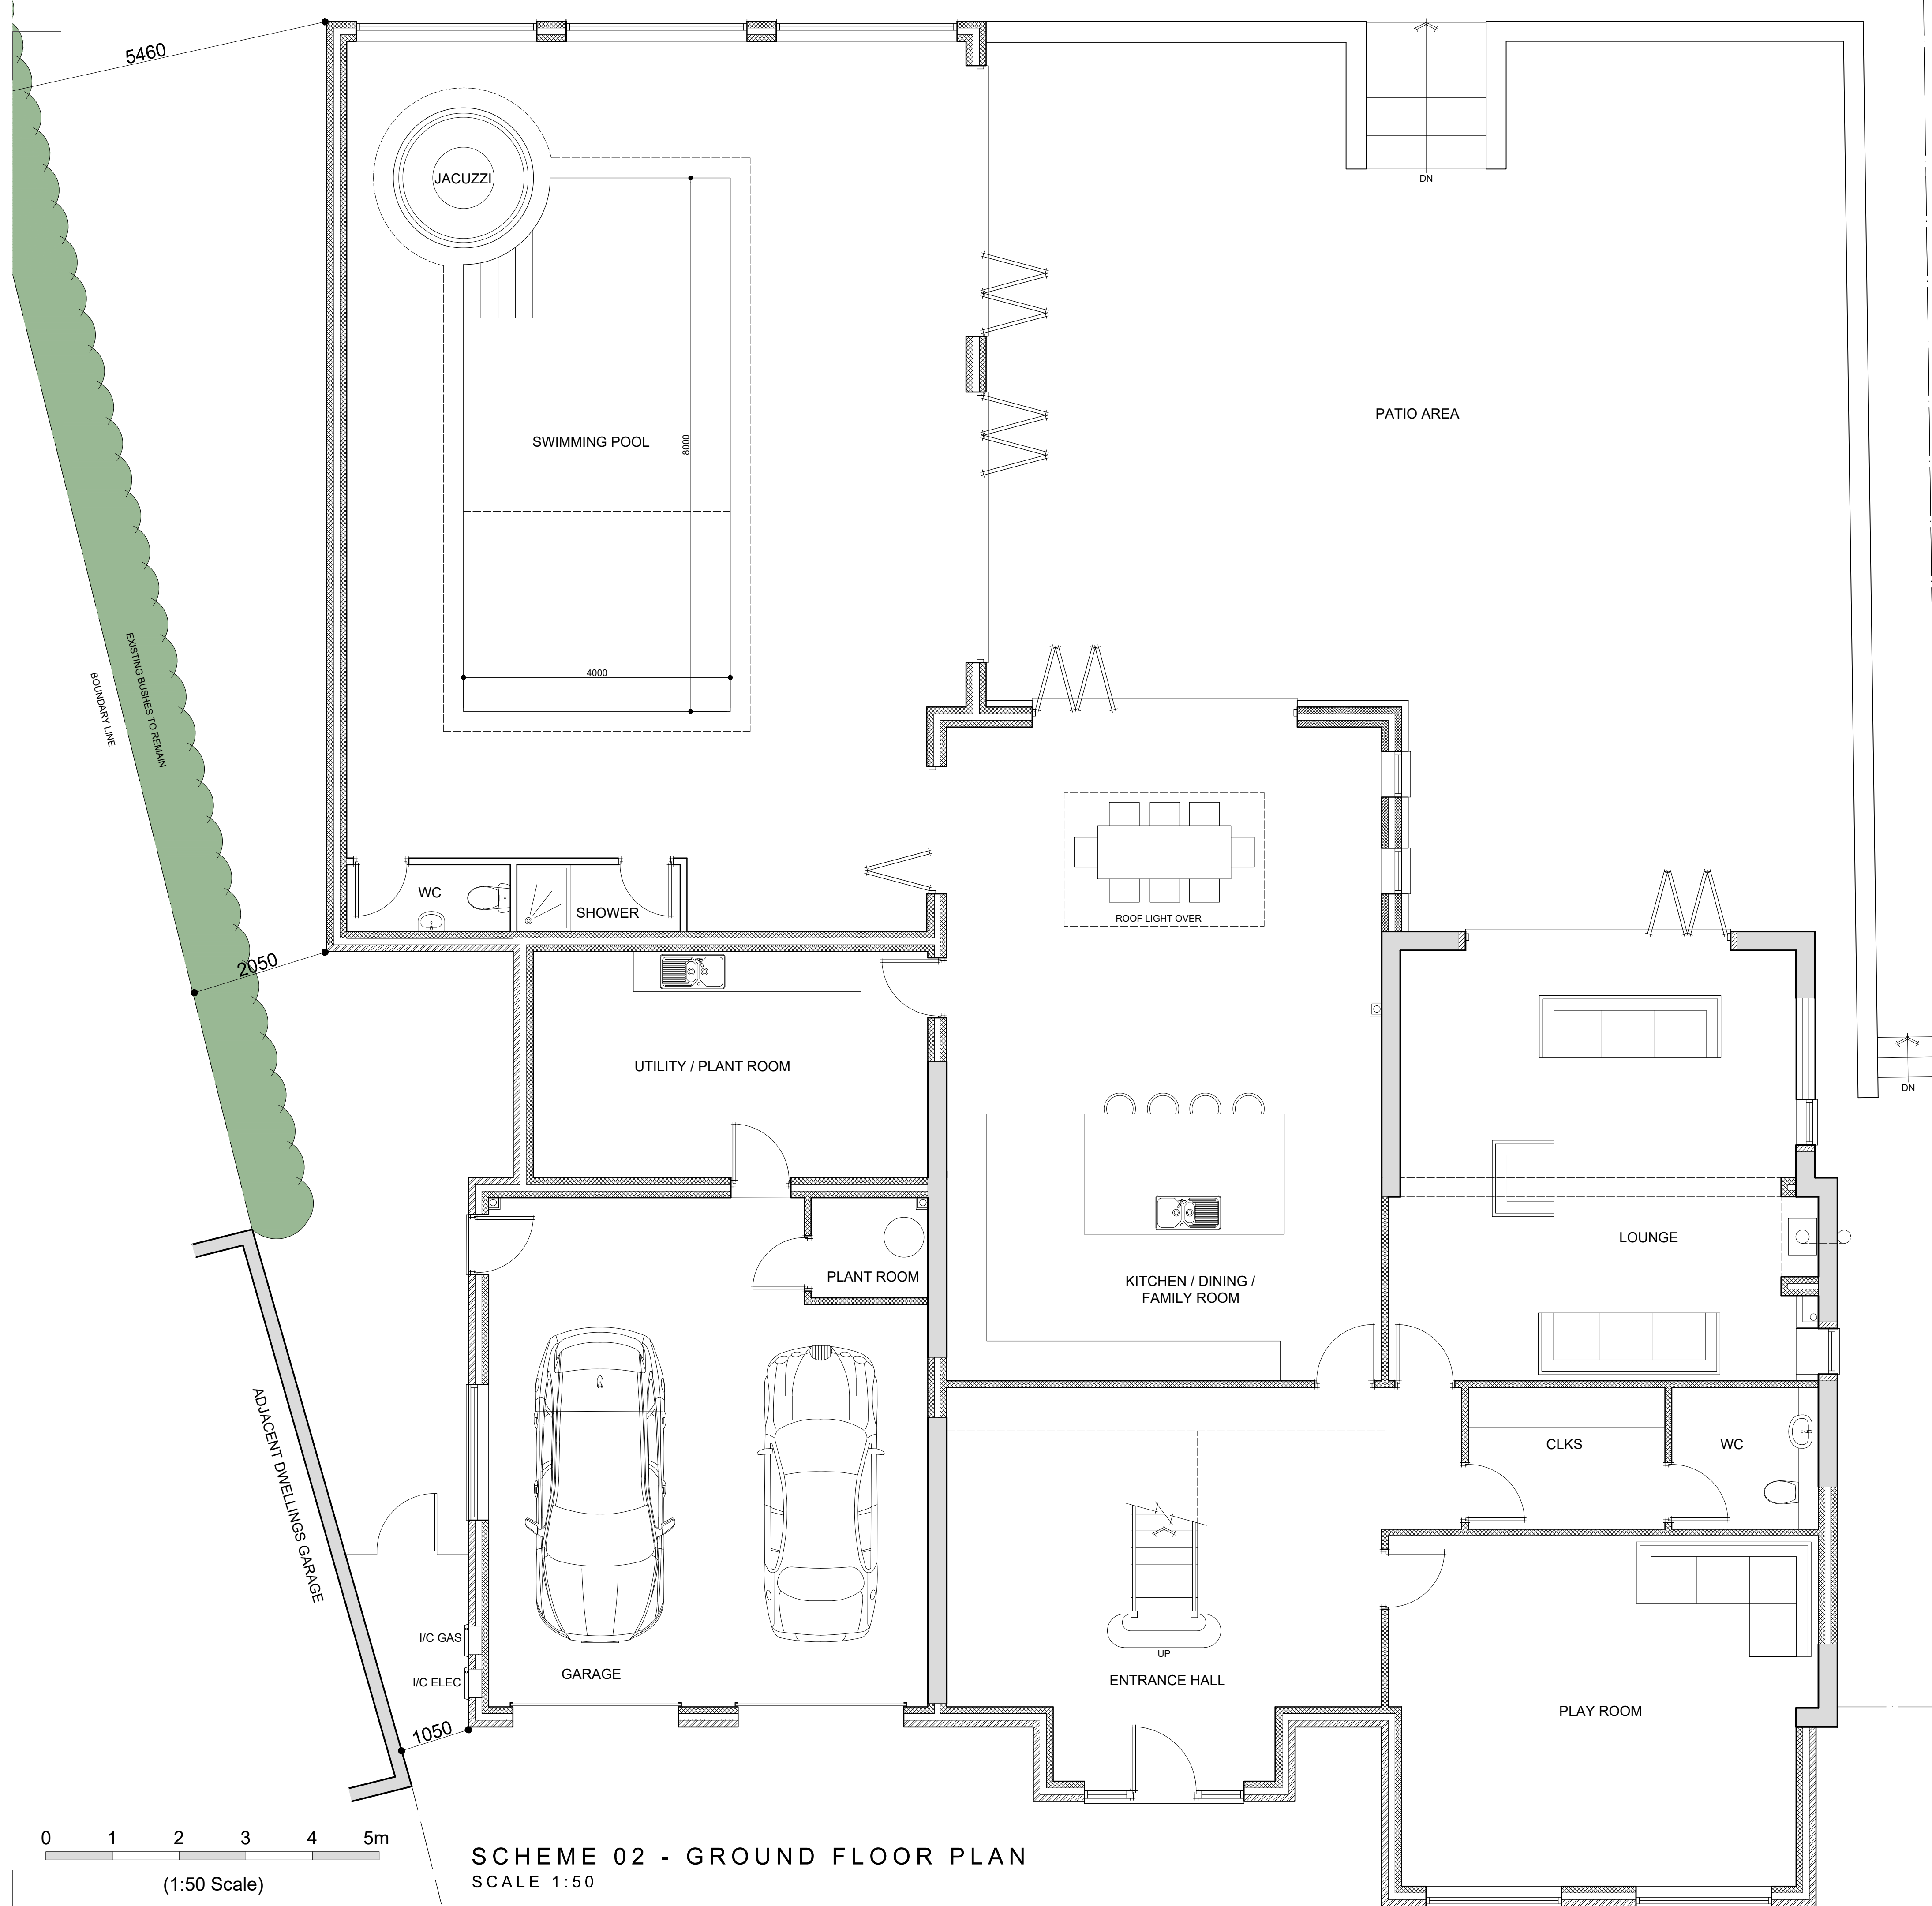 5460
DN
JACUZZI
PATIO AREA
SWIMMING POOL
8000
4000
EXISTING BUSHES TO REMAIN
BOUNDARY LINE
WC
SHOWER
ROOF LIGHT OVER
2050
UTILITY / PLANT ROOM
DN
LOUNGE
PLANT ROOM
KITCHEN / DINING /
FAMILY ROOM
ADJACENT DWELLINGS GARAGE
CLKS
WC
I/C GAS
I/C ELEC
GARAGE
UP
ENTRANCE HALL
PLAY ROOM
1050
0 1 2 3 4 5m
(1:50 Scale)
SCHEME 02 - GROUND FLOOR PLAN
SCALE 1:50